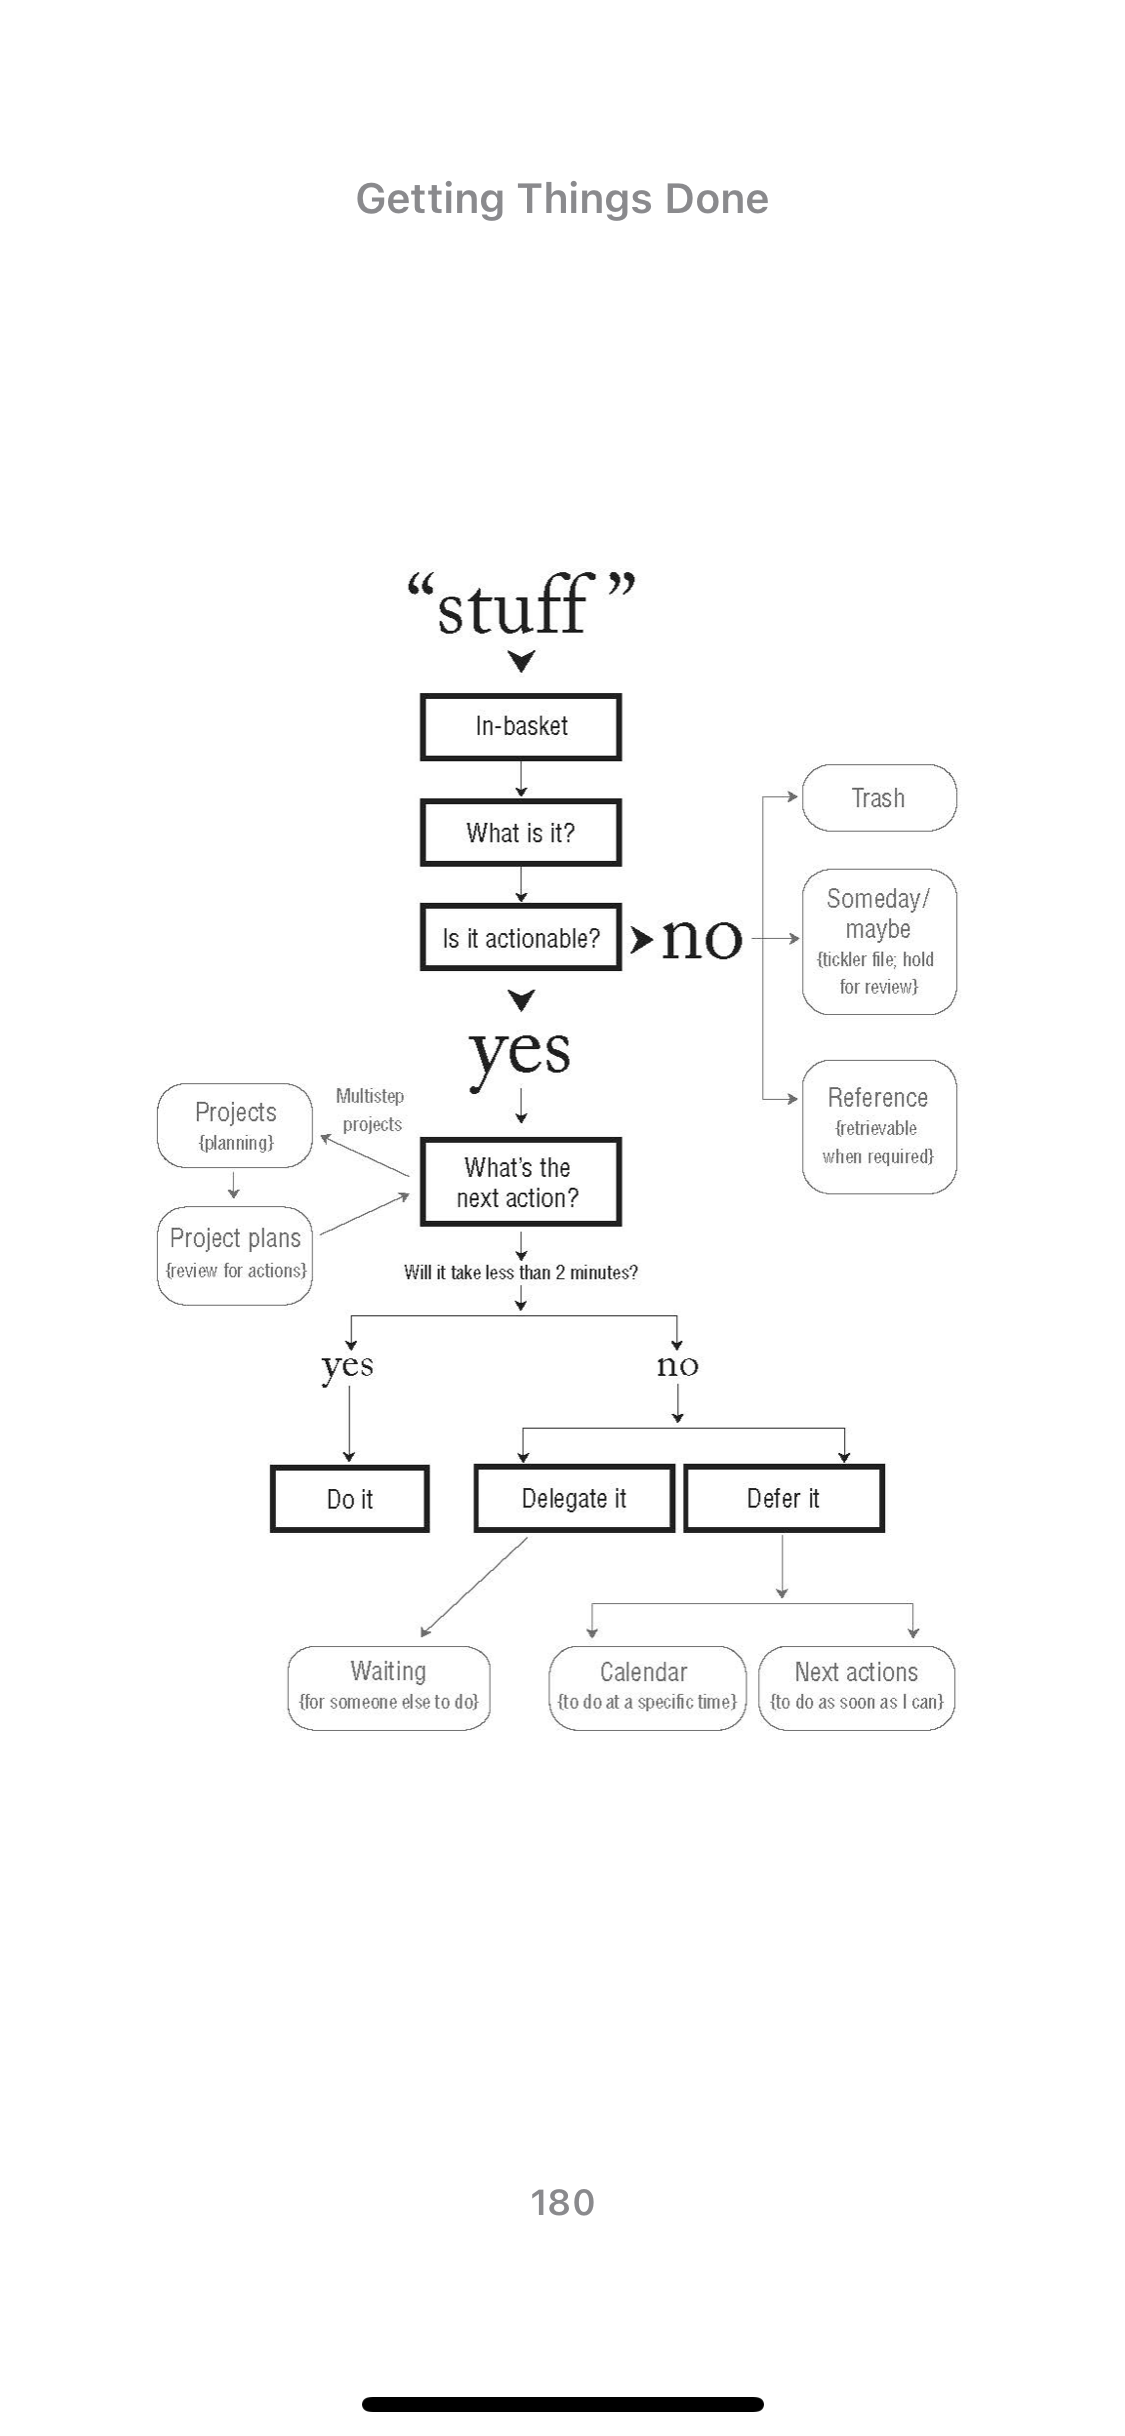 Getting Things Done
“stuff”
In-basket
What is it?
Is it actionable?
no
Trash
Someday/
maybe
{tickler file; hold
for review}
Reference
{retrievable
when required}
yes
Multistep
projects
Projects
{planning}
Project plans
{review for actions}
What’s the
next action?
Will it take less than 2 minutes?
yes
no
Do it
Delegate it
Defer it
Waiting
{for someone else to do}
Calendar
{to do at a specific time}
Next actions
{to do as soon as I can}
180